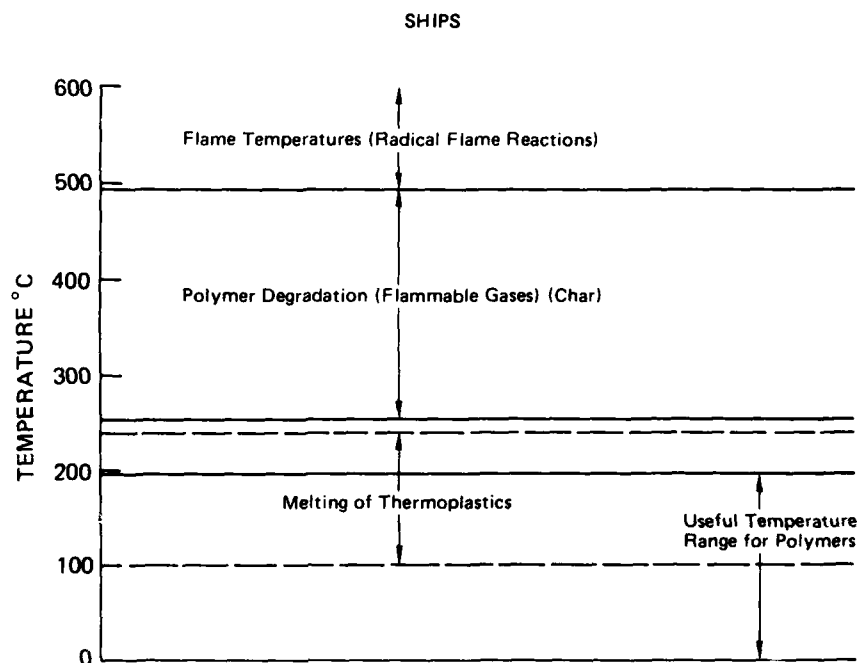 SHIPS
600
Flame Temperatures (Radical Flame Reactions)
500
400
Polymer Degradation (Flammable Gases) (Char)
TEMPERATURE °C
300
200
Melting of Thermoplastics
Useful Temperature
Range for Polymers
100
0